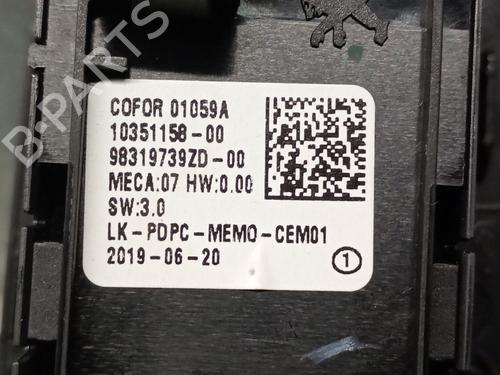 COFOR 01059A
10351158-00
98319739ZD-00
MECA:07 HW:0.00
SW:3.0
LK-PDPC-MEMO-CEM01
2019-06-20
1
B-PARTS